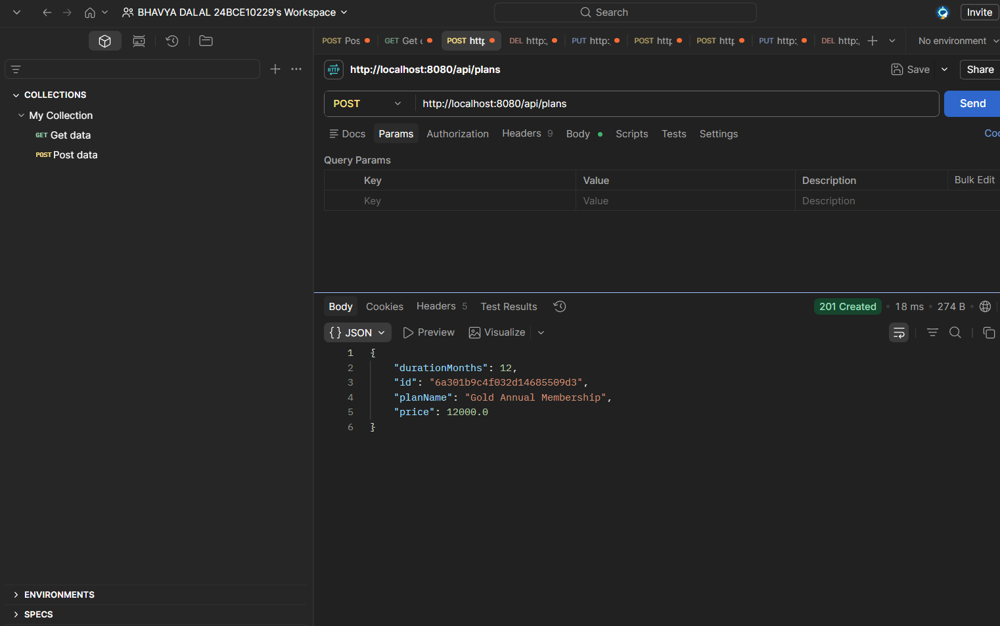 BHAVYA DALAL 24BCE10229's Workspace
Search
Invite
POST Pos
GET Get c
POST http
DEL http:/
PUT http:
POST http
POST http
PUT http:
DEL http:/
No environment
COLLECTIONS
My Collection
GET Get data
POST Post data
ENVIRONMENTS
SPECS
HTTP http://localhost:8080/api/plans
Save
Share
POST http://localhost:8080/api/plans
Send
Docs Params Authorization Headers 9 Body Scripts Tests Settings Coo
Query Params
Key Value Description Bulk Edit
Key Value Description
Body Cookies Headers 5 Test Results 201 Created 18 ms 274 B
{} JSON Preview Visualize
1 {
2 "durationMonths": 12,
3 "id": "6a301b9c4f032d14685509d3",
4 "planName": "Gold Annual Membership",
5 "price": 12000.0
6 }